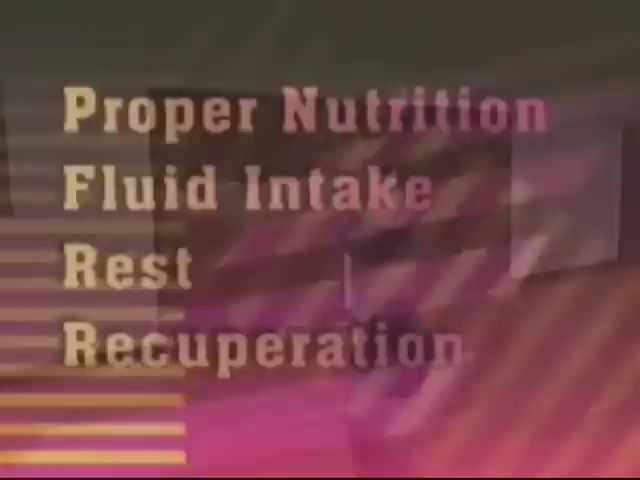 Proper Nutrition
Fluid Intake
Rest
Recuperation